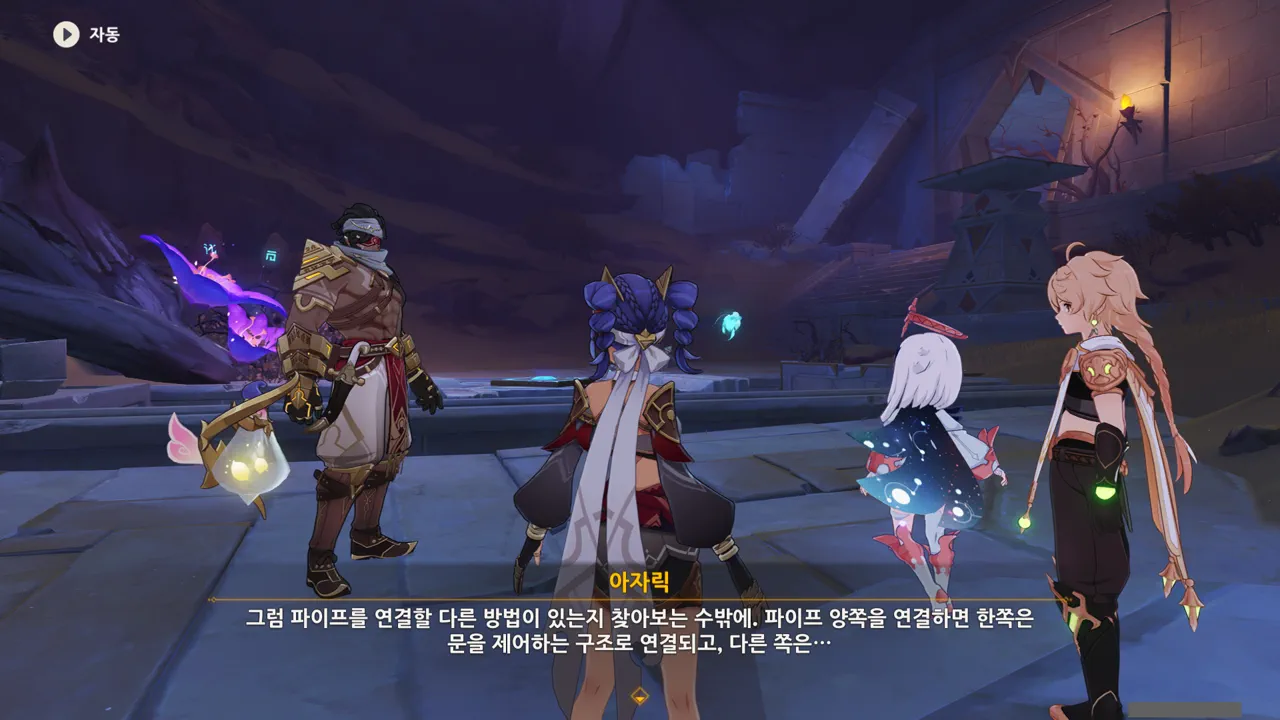 자동
아자릭
그럼 파이프를 연결할 다른 방법이 있는지 찾아보는 수밖에. 파이프 양쪽을 연결하면 한쪽은
문을 제어하는 구조로 연결되고, 다른 쪽은…